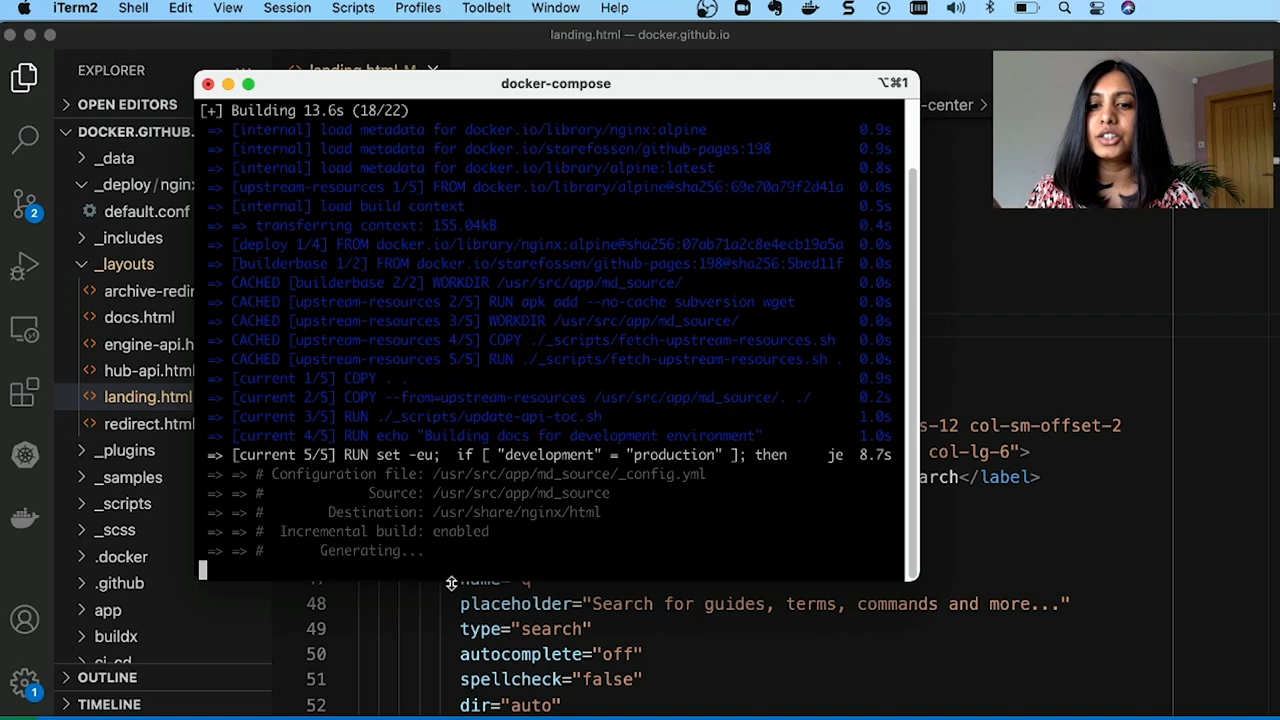 iTerm2 Shell Edit View Session Scripts Profiles Toolbelt Window Help
landing.html — docker.github.io
EXPLORER
OPEN EDITORS
DOCKER.GITHUB.
_data
_deploy/nginx
default.conf
_includes
_layouts
archive-redir
docs.html
engine-api.h
hub-api.html
landing.html
redirect.html
_plugins
_samples
_scripts
_scss
.docker
.github
app
buildx
ci-cd
OUTLINE
TIMELINE
2
1
landing.html M
-center
docker-compose ⌥⌘1
[+] Building 13.6s (18/22)
=> [internal] load metadata for docker.io/library/nginx:alpine 0.9s
=> [internal] load metadata for docker.io/starefossen/github-pages:198 0.9s
=> [internal] load metadata for docker.io/library/alpine:latest 0.8s
=> [upstream-resources 1/5] FROM docker.io/library/alpine@sha256:69e70a79f2d41a 0.0s
=> [internal] load build context 0.5s
=> => transferring context: 155.04kB 0.4s
=> [deploy 1/4] FROM docker.io/library/nginx:alpine@sha256:07ab71a2c8e4ecb19a5a 0.0s
=> [builderbase 1/2] FROM docker.io/starefossen/github-pages:198@sha256:5bed11f 0.0s
=> CACHED [builderbase 2/2] WORKDIR /usr/src/app/md_source/ 0.0s
=> CACHED [upstream-resources 2/5] RUN apk add --no-cache subversion wget 0.0s
=> CACHED [upstream-resources 3/5] WORKDIR /usr/src/app/md_source/ 0.0s
=> CACHED [upstream-resources 4/5] COPY ./_scripts/fetch-upstream-resources.sh 0.0s
=> CACHED [upstream-resources 5/5] RUN ./_scripts/fetch-upstream-resources.sh . 0.0s
=> [current 1/5] COPY . . 0.9s
=> [current 2/5] COPY --from=upstream-resources /usr/src/app/md_source/. ./ 0.2s
=> [current 3/5] RUN ./_scripts/update-api-toc.sh 1.0s
=> [current 4/5] RUN echo "Building docs for development environment" 1.0s
=> [current 5/5] RUN set -eu; if [ "development" = "production" ]; then je 8.7s
=> => # Configuration file: /usr/src/app/md_source/_config.yml
=> => # Source: /usr/src/app/md_source
=> => # Destination: /usr/share/nginx/html
=> => # Incremental build: enabled
=> => # Generating...
s-12 col-sm-offset-2
col-lg-6">
arch</label>
47 name="q"
48 placeholder="Search for guides, terms, commands and more..."
49 type="search"
50 autocomplete="off"
51 spellcheck="false"
52 dir="auto"